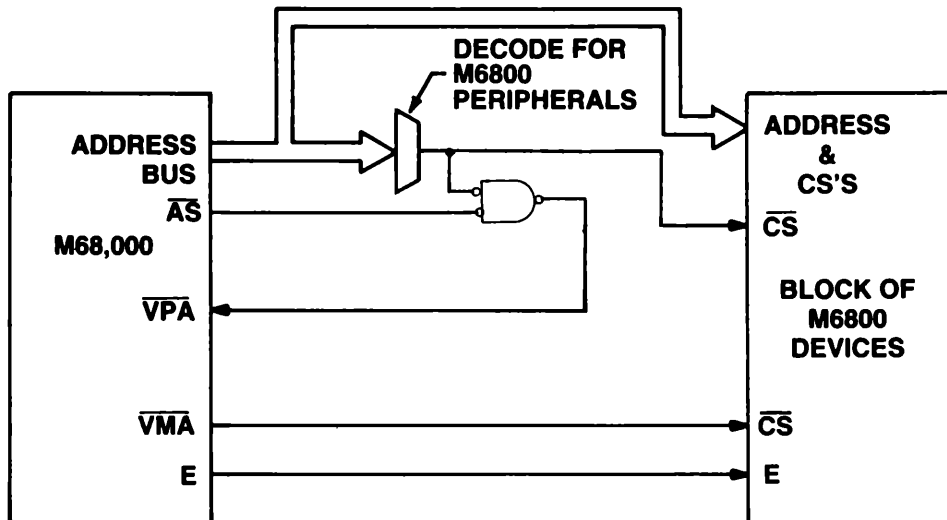 DECODE FOR
M6800
PERIPHERALS
ADDRESS
BUS
AS
M68,000
VPA
VMA
E
ADDRESS
&
CS'S
CS
BLOCK OF
M6800
DEVICES
CS
E